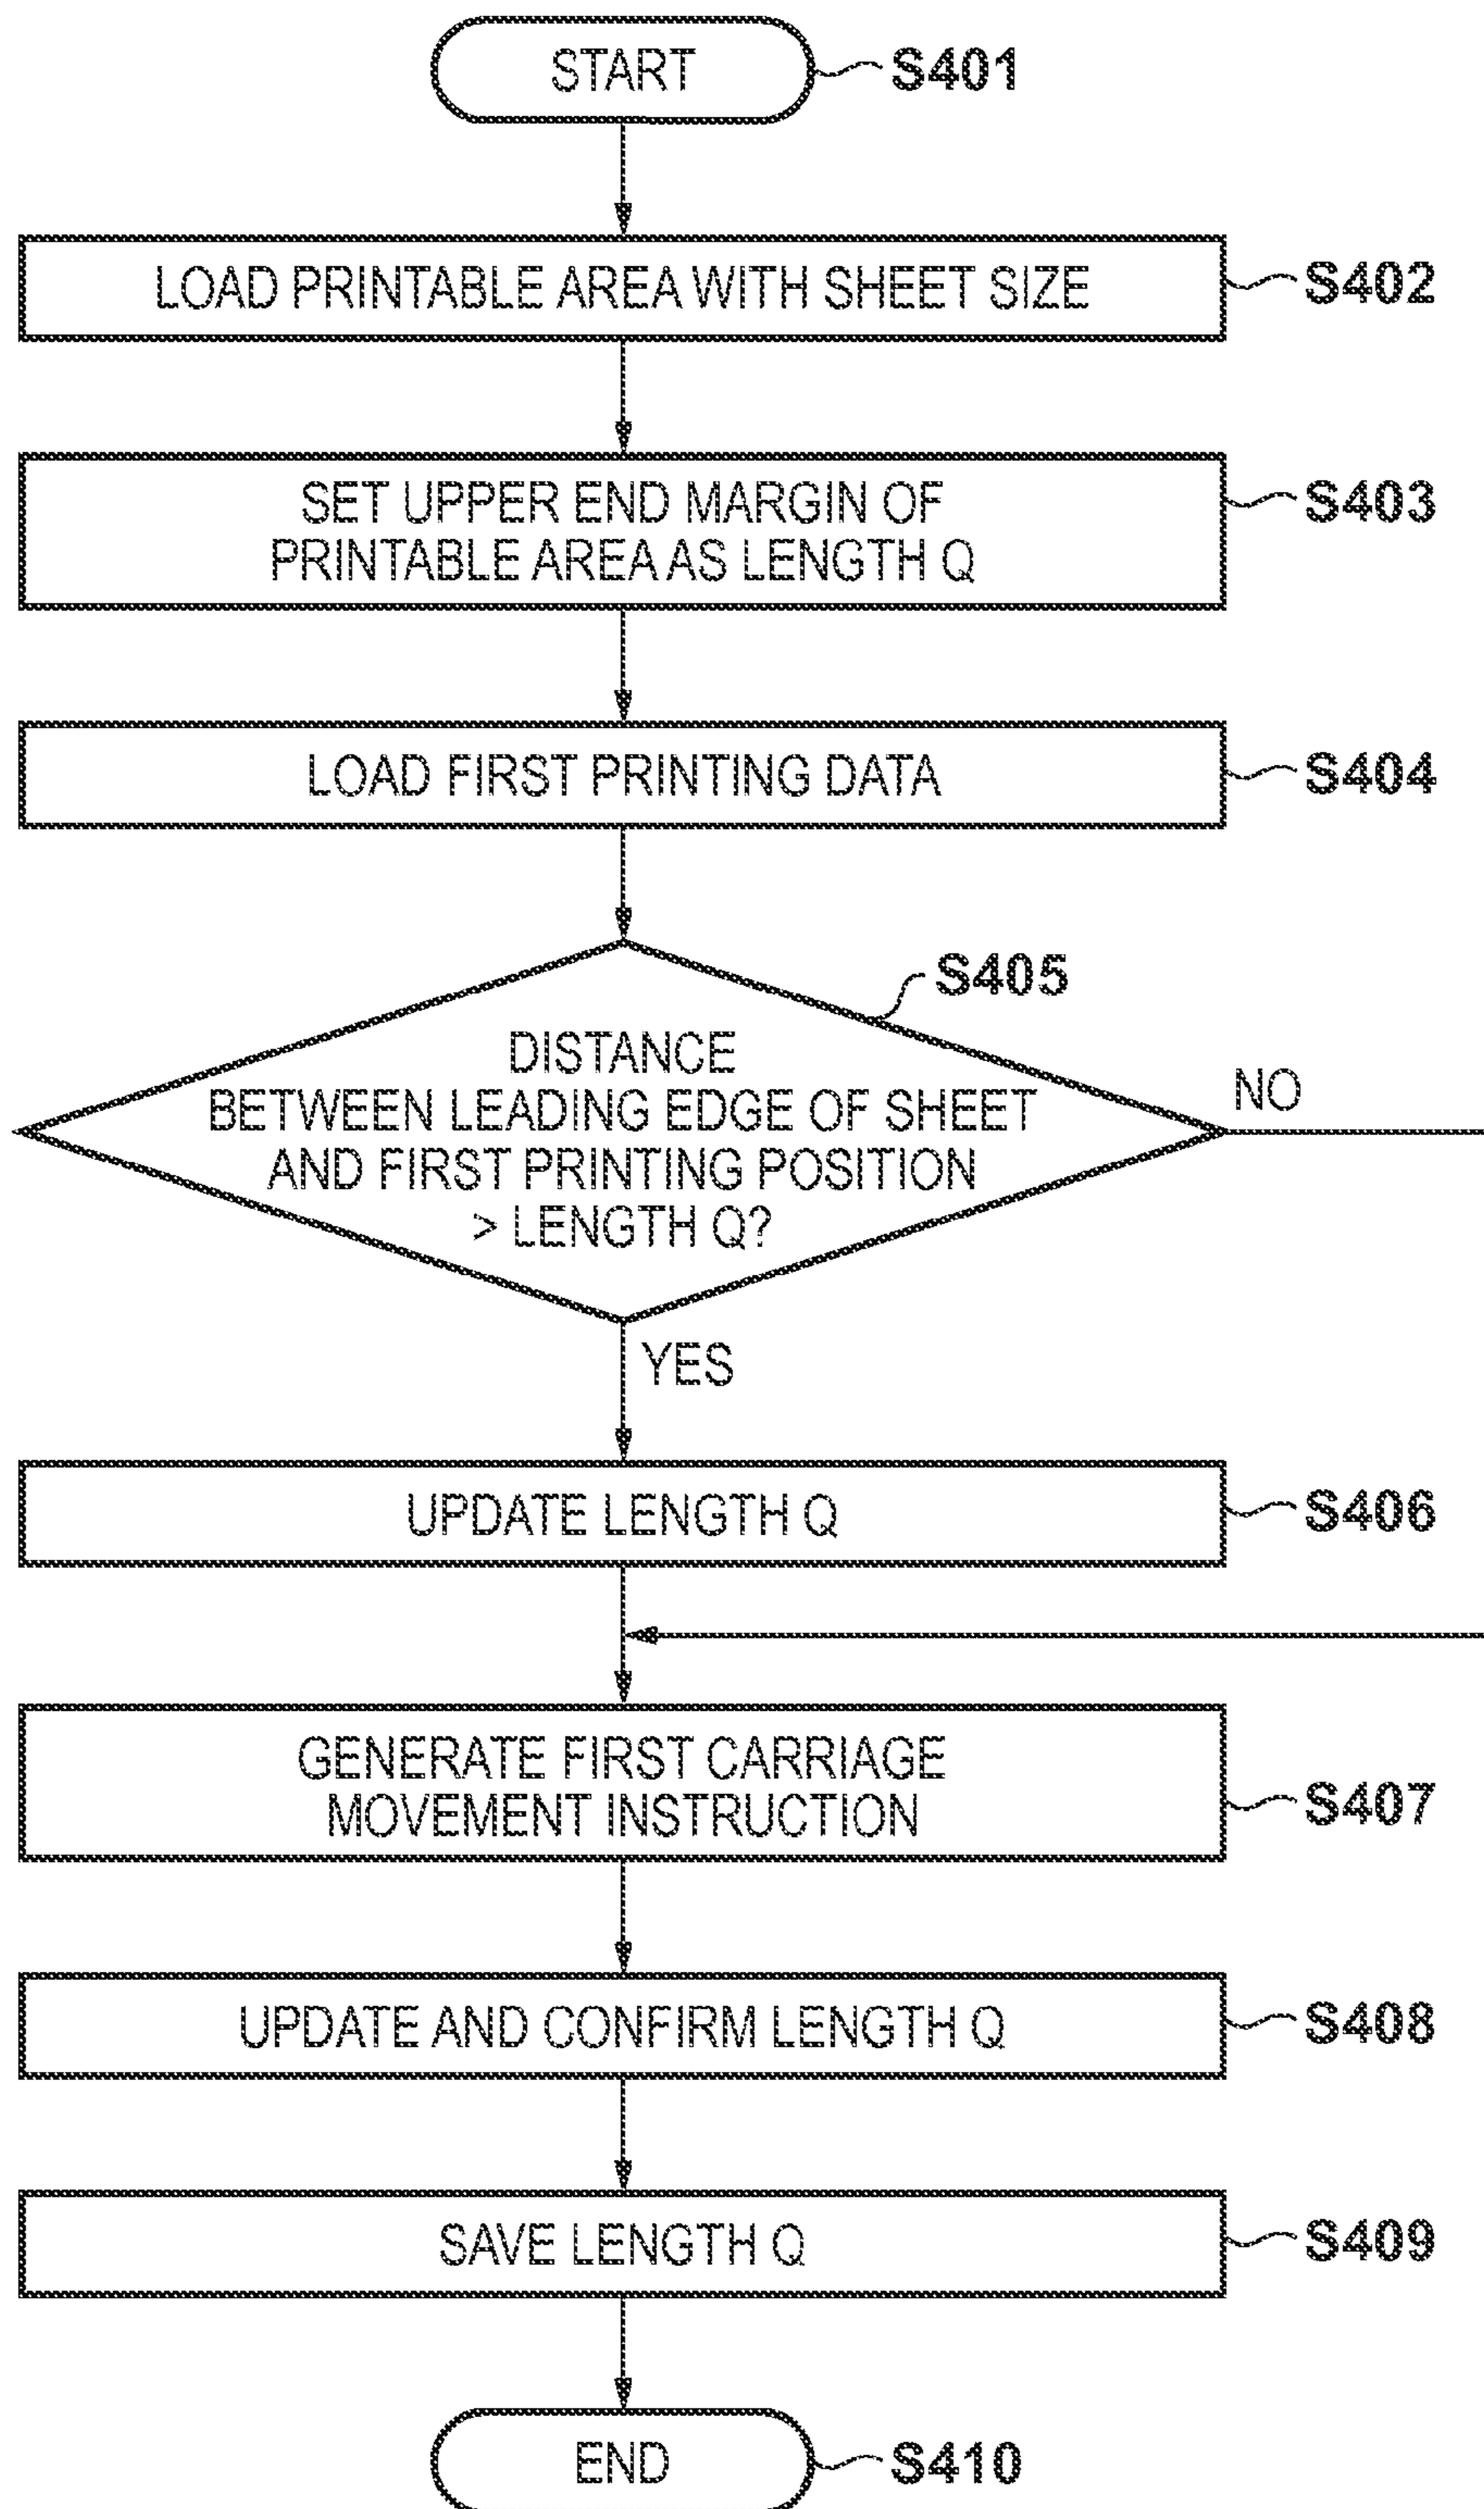 START
S401
LOAD PRINTABLE AREA WITH SHEET SIZE
S402
SET UPPER END MARGIN OF
PRINTABLE AREA AS LENGTH Q
S403
LOAD FIRST PRINTING DATA
S404
S405
DISTANCE
BETWEEN LEADING EDGE OF SHEET
AND FIRST PRINTING POSITION
> LENGTH Q?
NO
YES
UPDATE LENGTH Q
S406
GENERATE FIRST CARRIAGE
MOVEMENT INSTRUCTION
S407
UPDATE AND CONFIRM LENGTH Q
S408
SAVE LENGTH Q
S409
END
S410